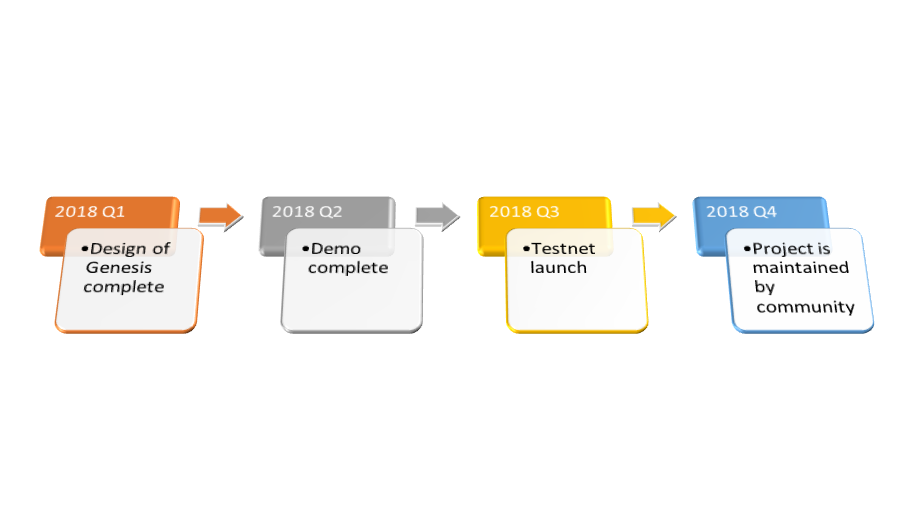 2018 Q1
•Design of
Genesis
complete
2018 Q2
•Demo
complete
2018 Q3
•Testnet
launch
2018 Q4
•Project is
maintained
by
community